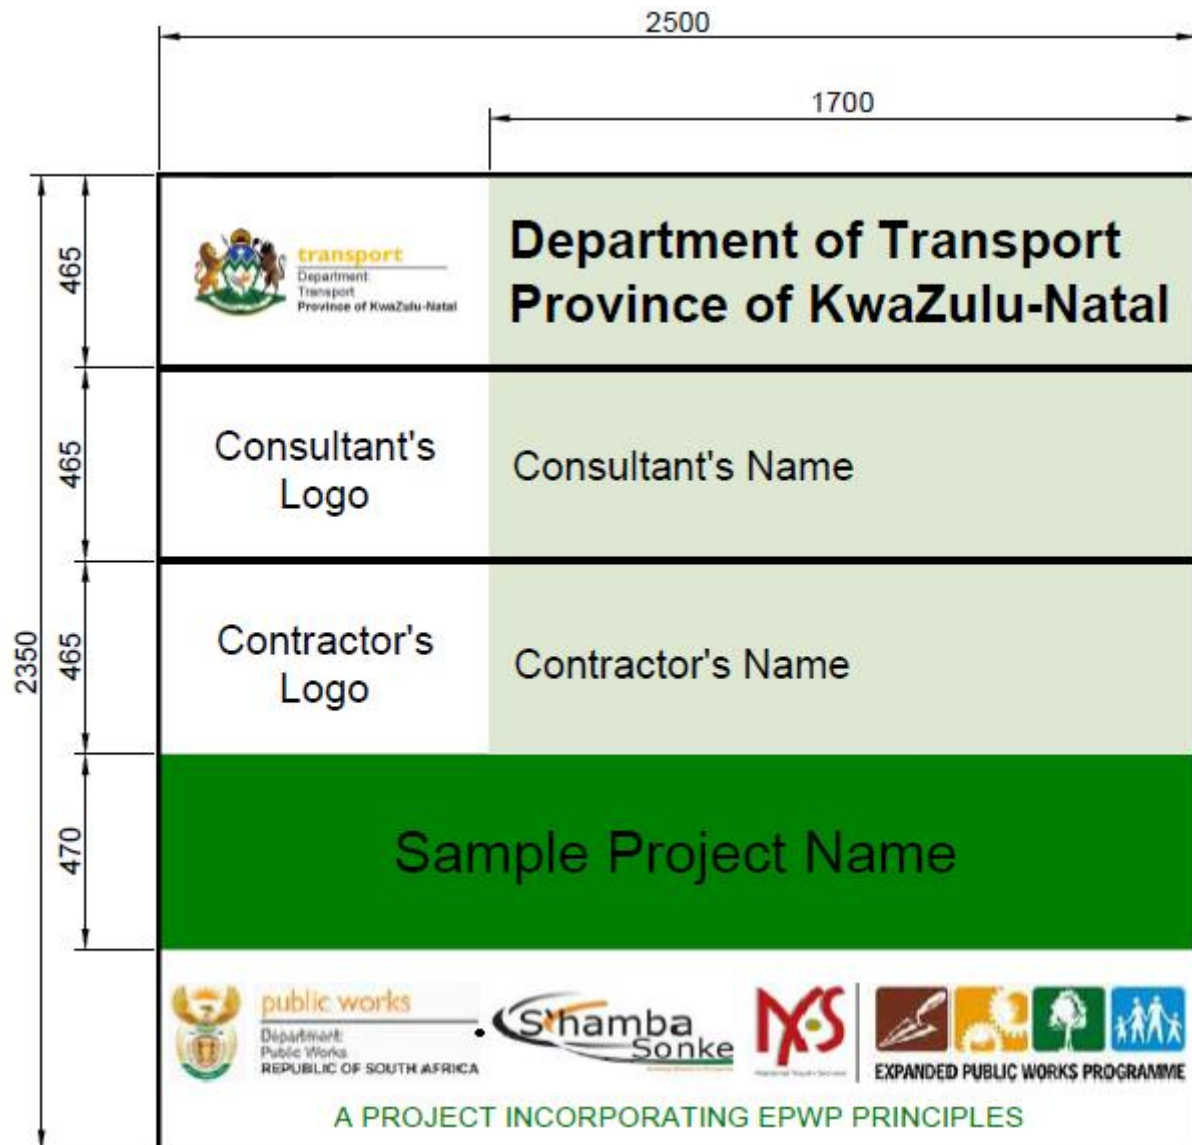 2500
1700
2350
465
transport
Department:
Transport
Province of KwaZulu-Natal
Department of Transport
Province of KwaZulu-Natal
465
Consultant's
Logo
Consultant's Name
465
Contractor's
Logo
Contractor's Name
470
Sample Project Name
public works
Department:
Public Works
REPUBLIC OF SOUTH AFRICA
S'hamba
Sonke
NYS
EXPANDED PUBLIC WORKS PROGRAMME
A PROJECT INCORPORATING EPWP PRINCIPLES